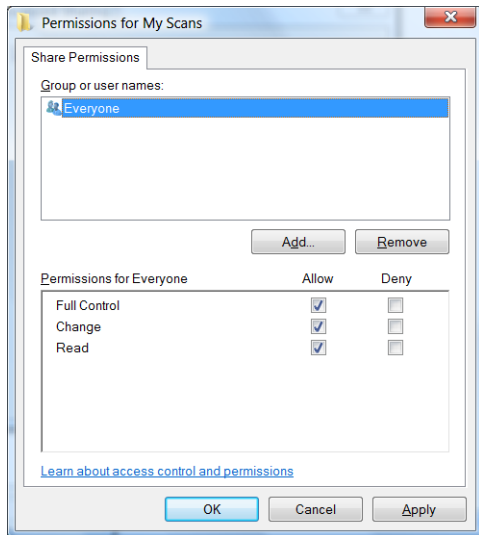 Permissions for My Scans
Share Permissions
Group or user names:
Everyone
Add...
Remove
Permissions for Everyone Allow Deny
Full Control
Change
Read
Learn about access control and permissions
OK
Cancel
Apply